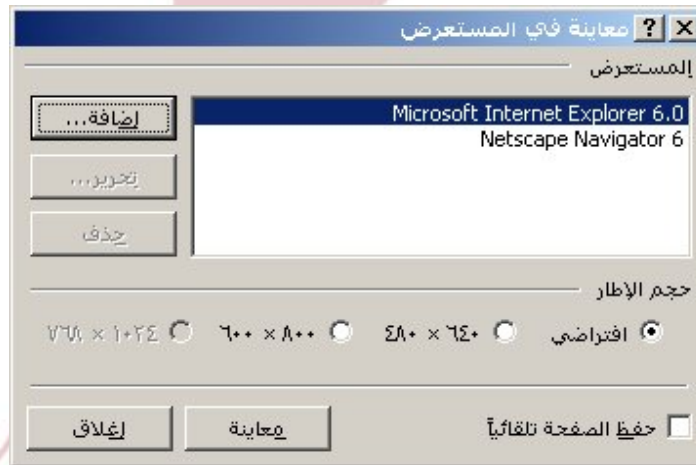 معاينة في المستعرض
المستعرض
Microsoft Internet Explorer 6.0
Netscape Navigator 6
إضافة...
تحرير...
حذف
حجم الإطار
افتراضي ٦٤٠ × ٤٨٠ ٨٠٠ × ٦٠٠ ١٠٢٤ × ٧٦٨
حفظ الصفحة تلقائياً
معاينة
إغلاق